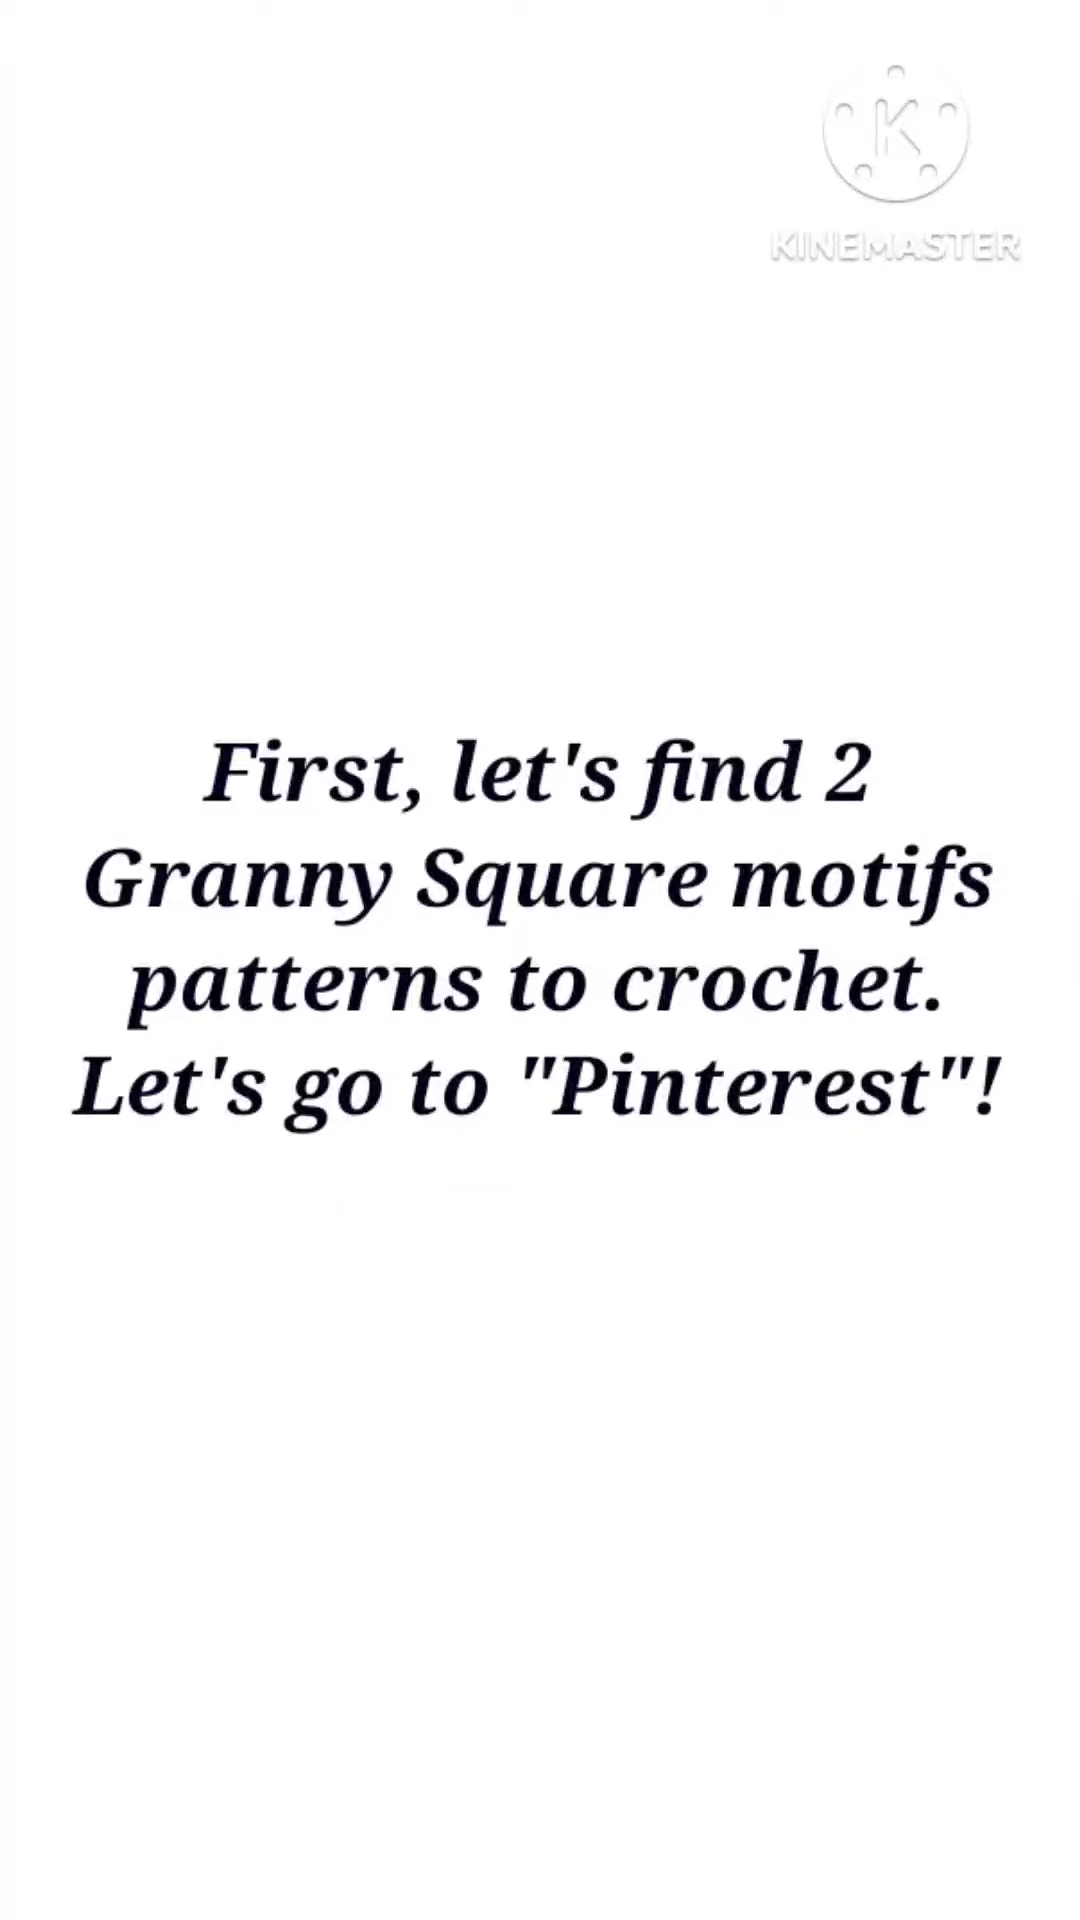 K
KINEMASTER
First, let's find 2
Granny Square motifs
patterns to crochet.
Let's go to "Pinterest"!